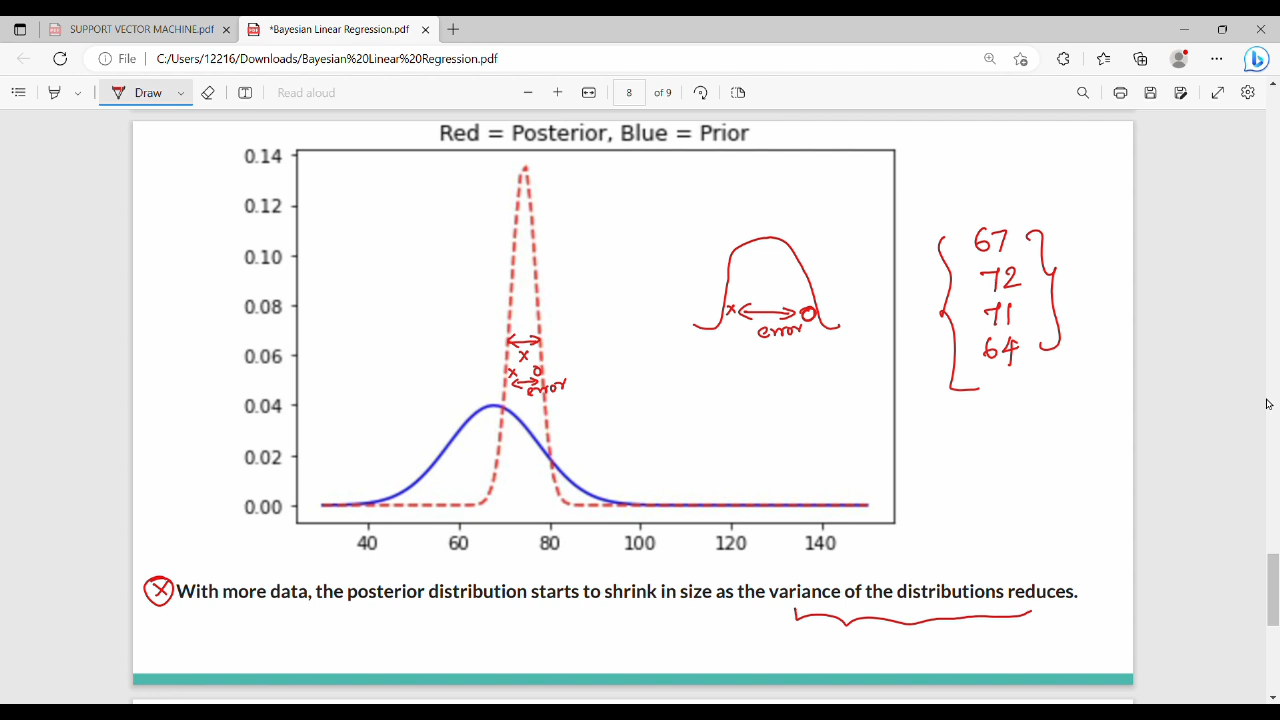 SUPPORT VECTOR MACHINE.pdf
*Bayesian Linear Regression.pdf
File
C:/Users/12216/Downloads/Bayesian%20Linear%20Regression.pdf
Draw
Read aloud
8 of 9
Red = Posterior, Blue = Prior
0.14
0.12
0.10
0.08
0.06
0.04
0.02
0.00
40 60 80 100 120 140
x
x o
error
x o
error
67
72
71
64
x With more data, the posterior distribution starts to shrink in size as the variance of the distributions reduces.